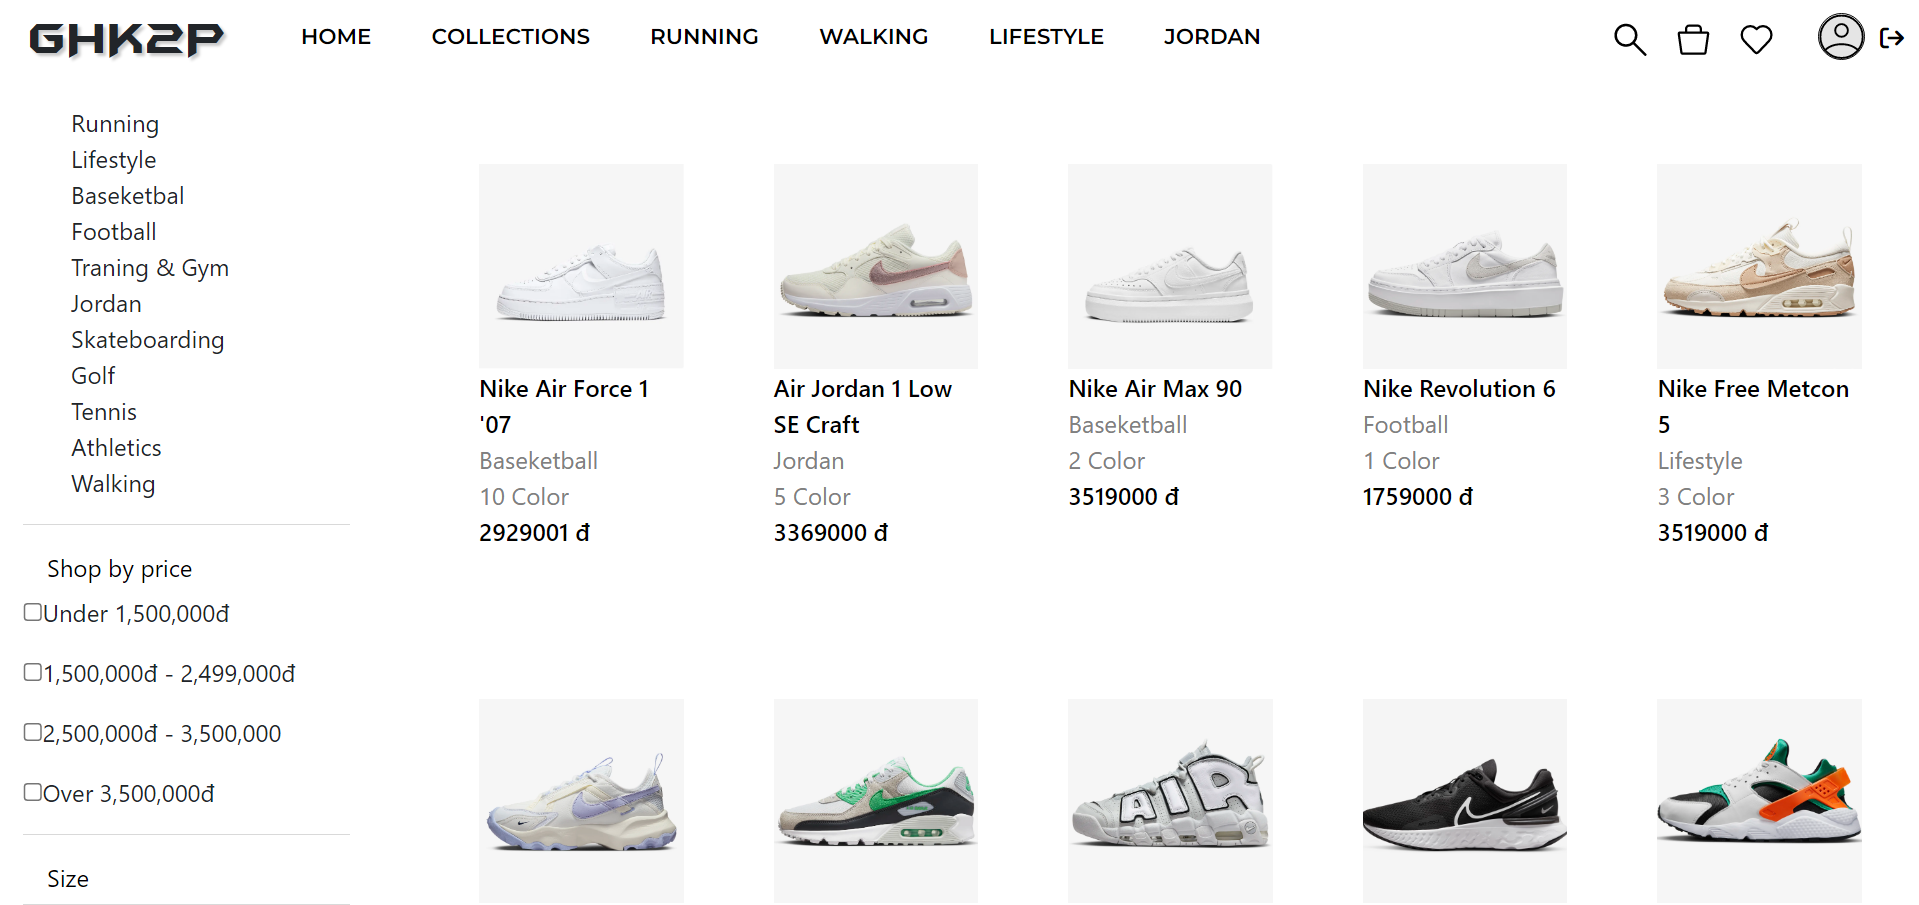 GHK2P
HOME COLLECTIONS RUNNING WALKING LIFESTYLE JORDAN
Running
Lifestyle
Baseketbal
Football
Traning & Gym
Jordan
Skateboarding
Golf
Tennis
Athletics
Walking
Shop by price
Under 1,500,000đ
1,500,000đ - 2,499,000đ
2,500,000đ - 3,500,000
Over 3,500,000đ
Size
Nike Air Force 1
'07
Baseketball
10 Color
2929001 đ
Air Jordan 1 Low
SE Craft
Jordan
5 Color
3369000 đ
Nike Air Max 90
Baseketball
2 Color
3519000 đ
Nike Revolution 6
Football
1 Color
1759000 đ
Nike Free Metcon
5
Lifestyle
3 Color
3519000 đ
AIR